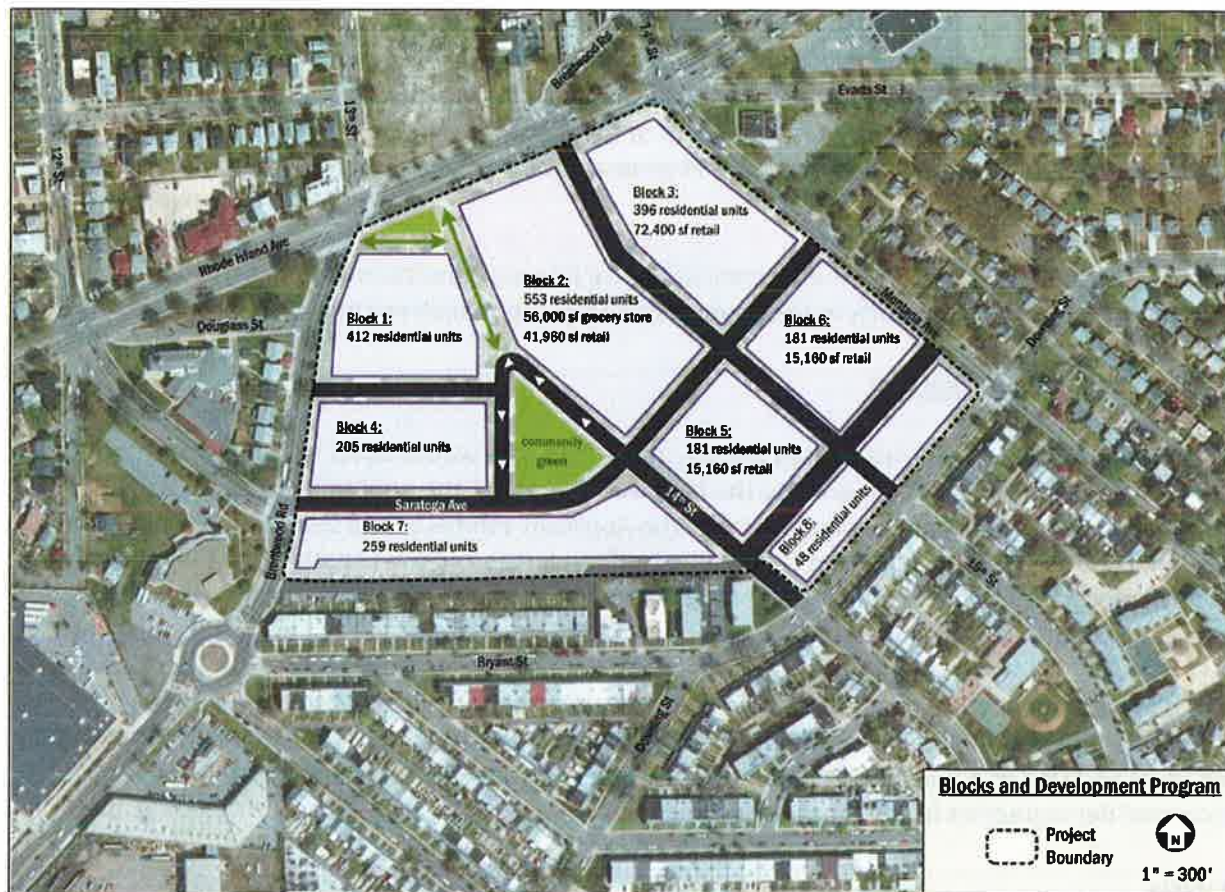 Brentwood Rd
14th St
Evarts St
13th St
12th St
Rhode Island Ave
Douglass St
Montana Ave
Block 3:
396 residential units
72,400 sf retail
Block 2:
553 residential units
56,000 sf grocery store
41,960 sf retail
Block 1:
412 residential units
Block 6:
181 residential units
15,160 sf retail
Block 4:
205 residential units
community
green
Block 5:
181 residential units
15,160 sf retail
14th St
Saratoga Ave
Block 7:
259 residential units
Block 8:
48 residential units
Brentwood Rd
15th St
Bryant St
Downing St
Blocks and Development Program
Project
Boundary
N
1" = 300'